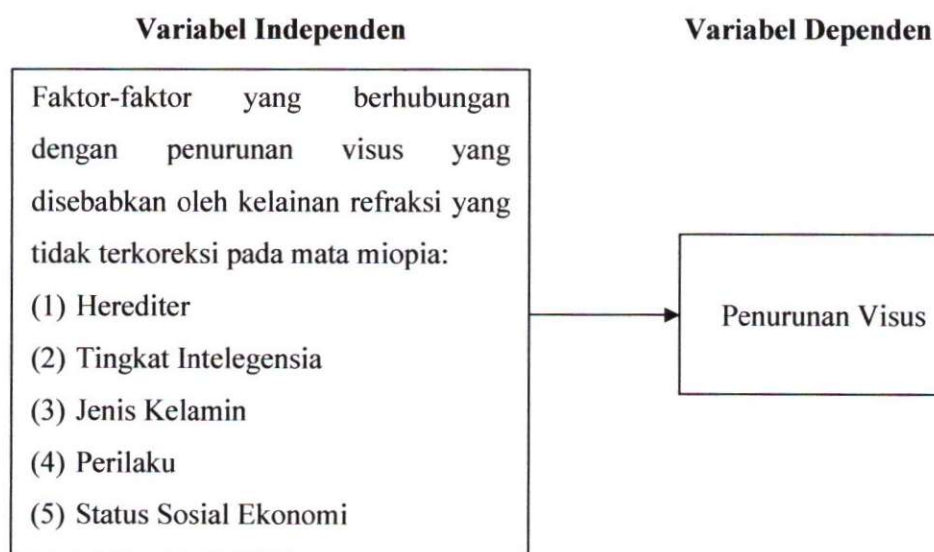 Variabel Independen
Variabel Dependen
Faktor-faktor yang berhubungan
dengan penurunan visus yang
disebabkan oleh kelainan refraksi yang
tidak terkoreksi pada mata miopia:
(1) Herediter
(2) Tingkat Intelegensia
(3) Jenis Kelamin
(4) Perilaku
(5) Status Sosial Ekonomi
Penurunan Visus